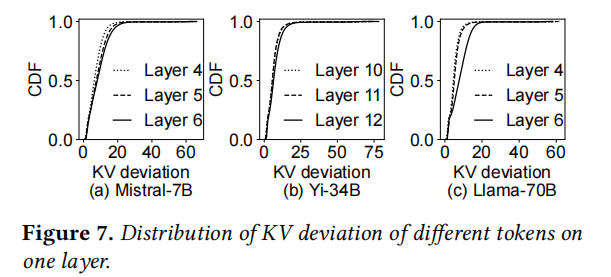 1.0
0.5
0.0
CDF
Layer 4
Layer 5
Layer 6
0 20 40 60
KV deviation
(a) Mistral-7B
1.0
0.5
0.0
CDF
Layer 10
Layer 11
Layer 12
0 25 50 75
KV deviation
(b) Yi-34B
1.0
0.5
0.0
CDF
Layer 4
Layer 5
Layer 6
0 20 40 60
KV deviation
(c) Llama-70B
Figure 7. Distribution of KV deviation of different tokens on
one layer.